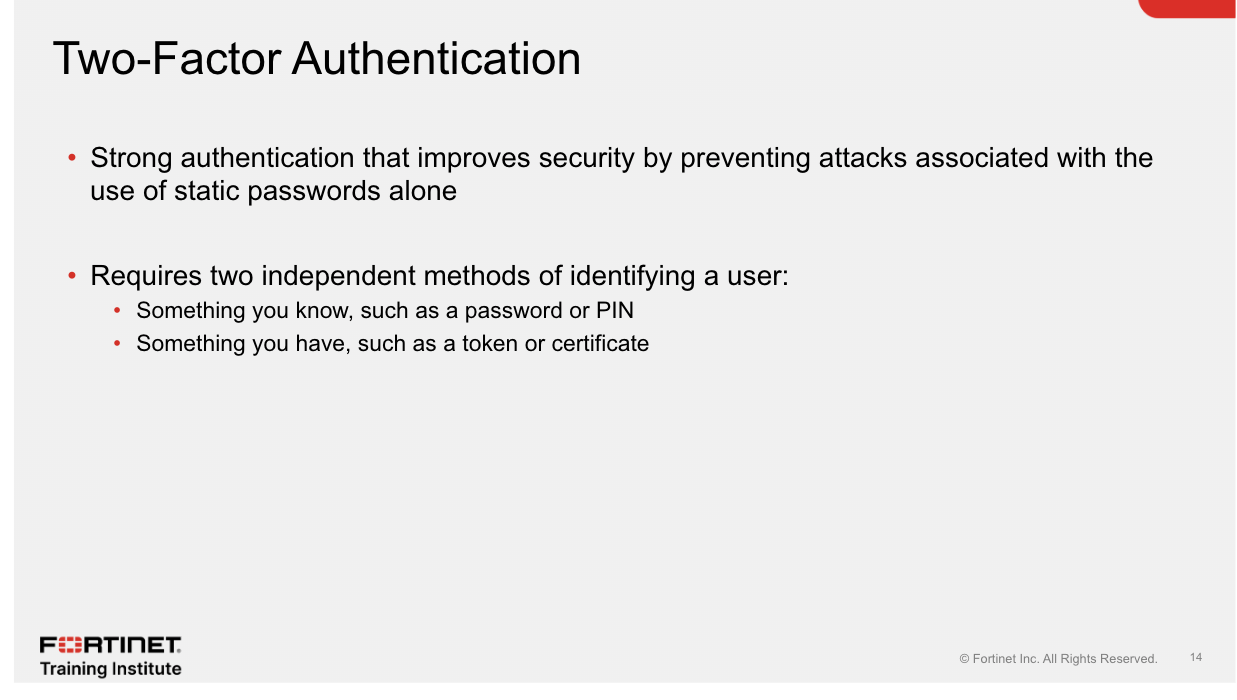 Two-Factor Authentication
• Strong authentication that improves security by preventing attacks associated with the
use of static passwords alone
• Requires two independent methods of identifying a user:
• Something you know, such as a password or PIN
• Something you have, such as a token or certificate
FORTINET®
Training Institute
© Fortinet Inc. All Rights Reserved. 14